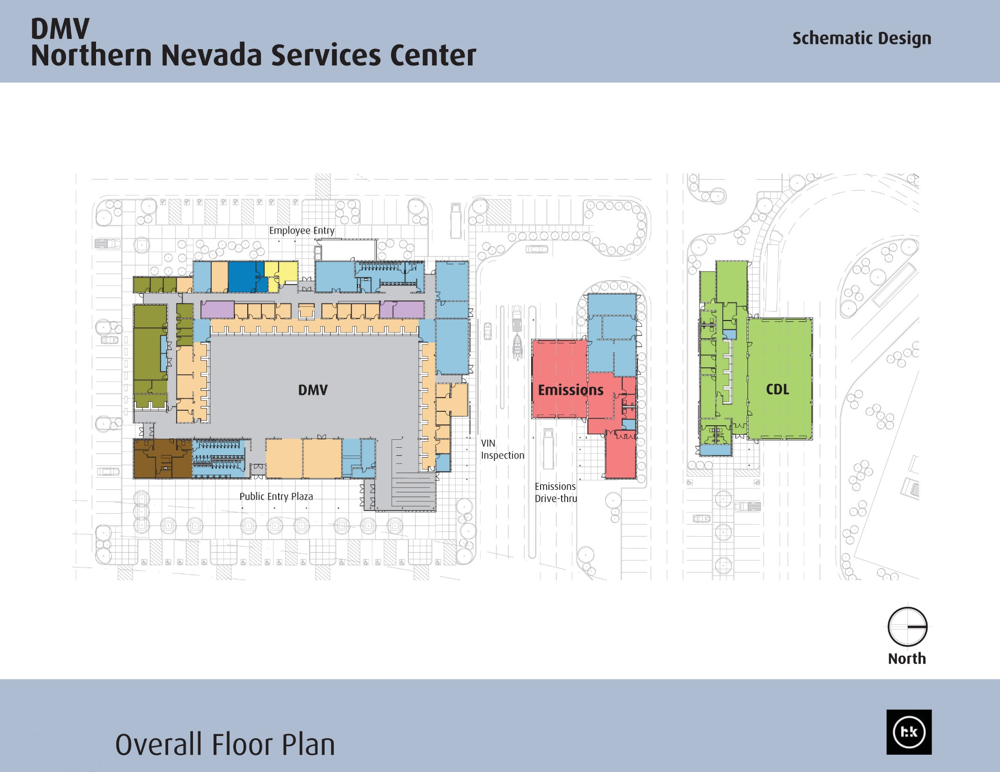 DMV
Northern Nevada Services Center
Schematic Design
Employee Entry
DMV
Emissions
CDL
VIN
Inspection
Emissions
Drive-thru
Public Entry Plaza
North
Overall Floor Plan
h+k